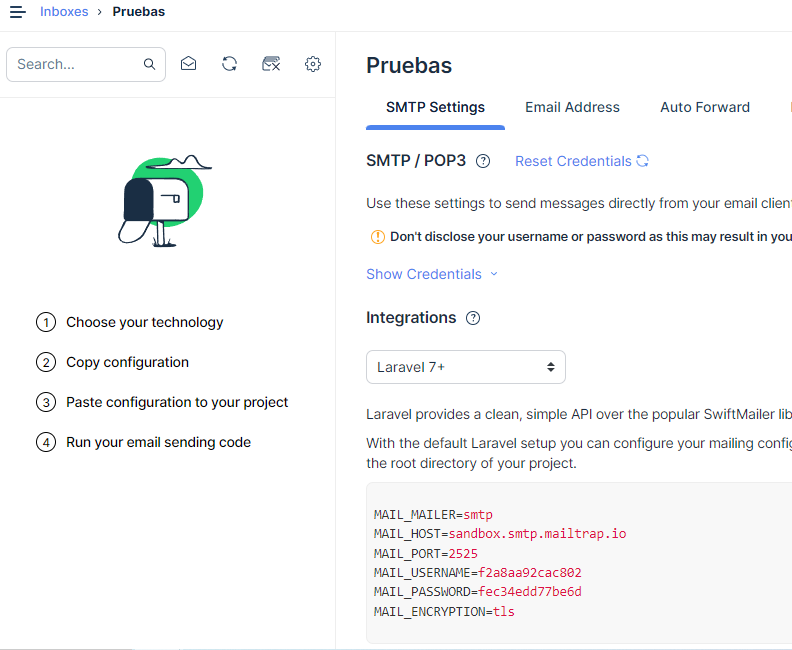 Inboxes › Pruebas
Search...
1 Choose your technology
2 Copy configuration
3 Paste configuration to your project
4 Run your email sending code
Pruebas
SMTP Settings Email Address Auto Forward
SMTP / POP3 ? Reset Credentials
Use these settings to send messages directly from your email client
! Don't disclose your username or password as this may result in you
Show Credentials
Integrations ?
Laravel 7+
Laravel provides a clean, simple API over the popular SwiftMailer lib
With the default Laravel setup you can configure your mailing config
the root directory of your project.
MAIL_MAILER=smtp
MAIL_HOST=sandbox.smtp.mailtrap.io
MAIL_PORT=2525
MAIL_USERNAME=f2a8aa92cac802
MAIL_PASSWORD=fec34edd77be6d
MAIL_ENCRYPTION=tls